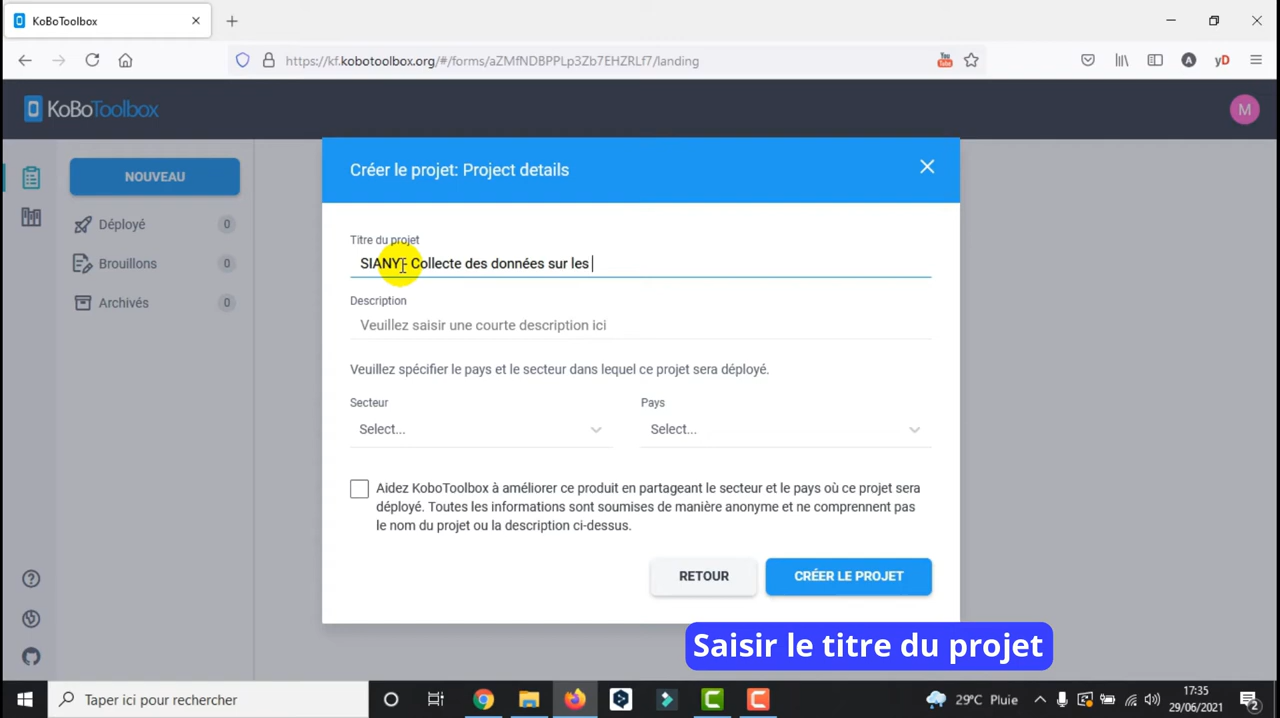 KoBoToolbox
https://kf.kobotoolbox.org/#/forms/aZMfNDBPPLp3Zb7EHZRLf7/landing
You
A
yD
KoBoToolbox
M
NOUVEAU
Déployé 0
Brouillons 0
Archivés 0
Créer le projet: Project details
Titre du projet
SIANY- Collecte des données sur les
Description
Veuillez saisir une courte description ici
Veuillez spécifier le pays et le secteur dans lequel ce projet sera déployé.
Secteur Pays
Select... Select...
Aidez KoboToolbox à améliorer ce produit en partageant le secteur et le pays où ce projet sera
déployé. Toutes les informations sont soumises de manière anonyme et ne comprennent pas
le nom du projet ou la description ci-dessus.
RETOUR CRÉER LE PROJET
Saisir le titre du projet
Taper ici pour rechercher
29°C Pluie
17:35
29/06/2021
2